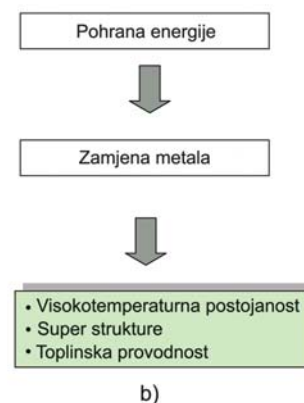 Pohrana energije
Zamjena metala
• Visokotemperaturna postojanost
• Super strukture
• Toplinska provodnost
b)